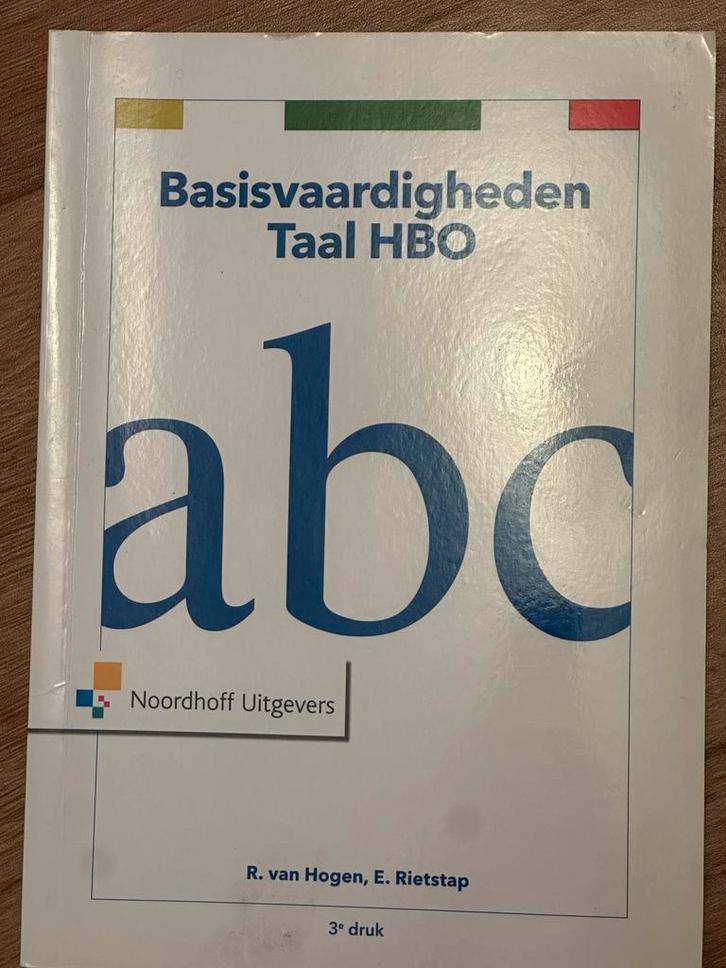 Basisvaardigheden
Taal HBO
abc
Noordhoff Uitgevers
R. van Hogen, E. Rietstap
3e druk